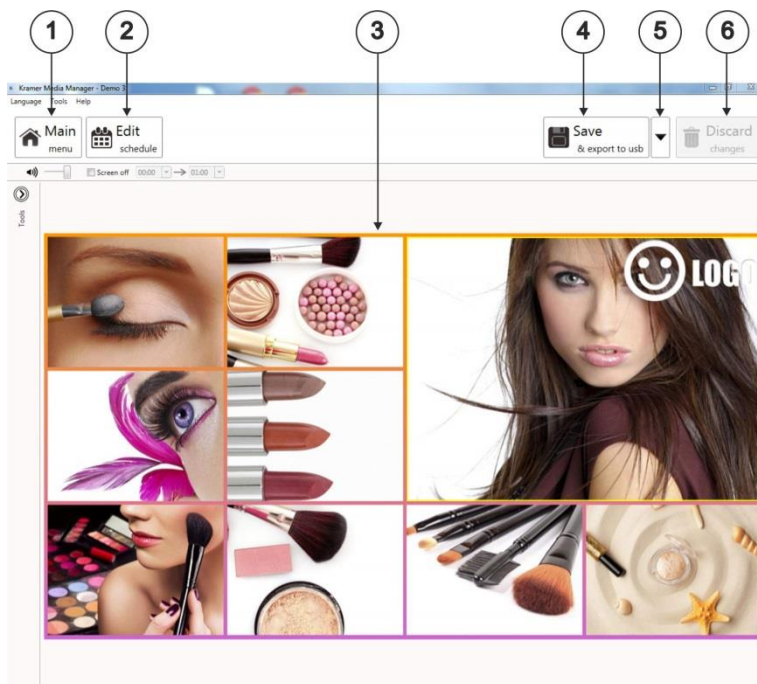 1 2 3 4 5 6
Kramer Media Manager - Demo 3
Language Tools Help
Main
menu
Edit
schedule
Save
& export to usb
Discard
changes
Screen off 00:00 01:00
Tools
LOGO